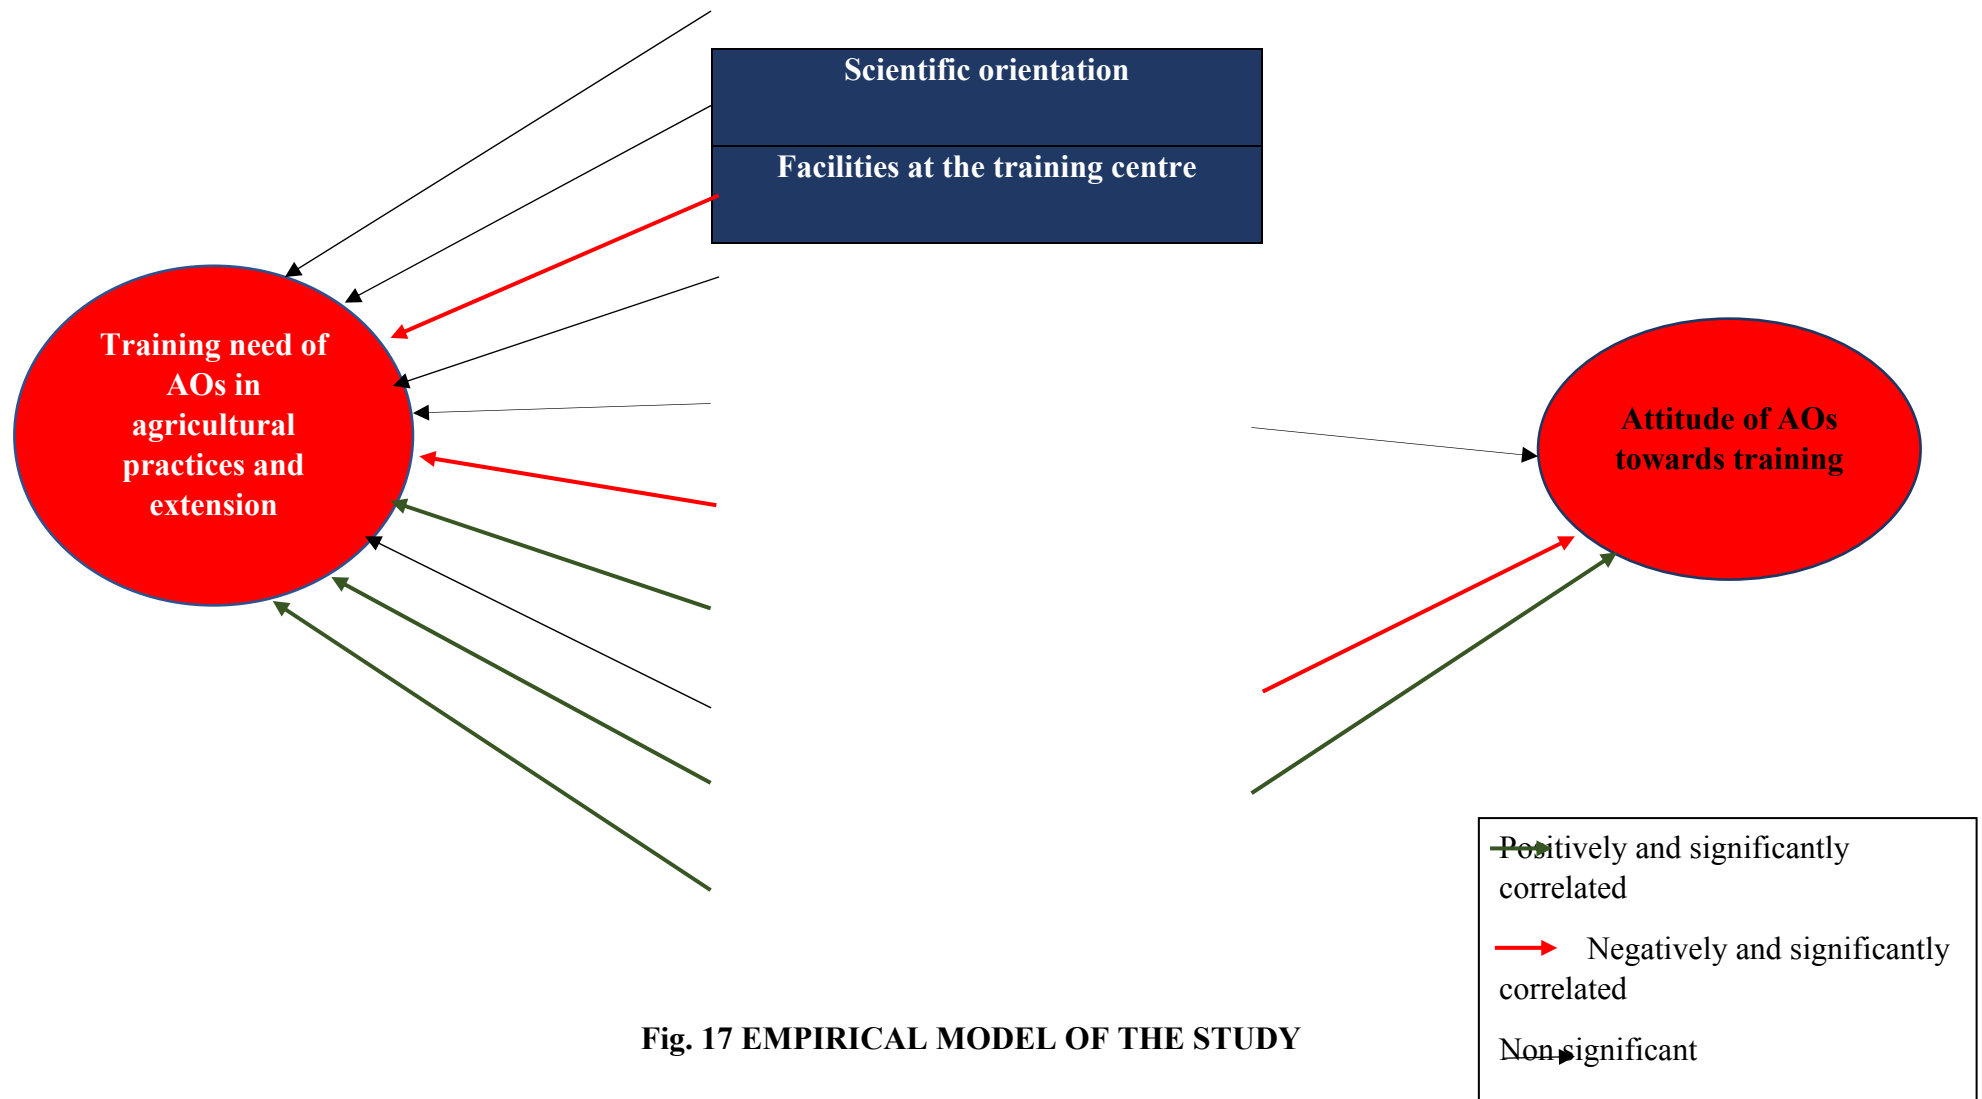 Scientific orientation
Facilities at the training centre
Training need of
AOs in
agricultural
practices and
extension
Attitude of AOs
towards training
Positively and significantly
correlated
Negatively and significantly
correlated
Non significant
Fig. 17 EMPIRICAL MODEL OF THE STUDY